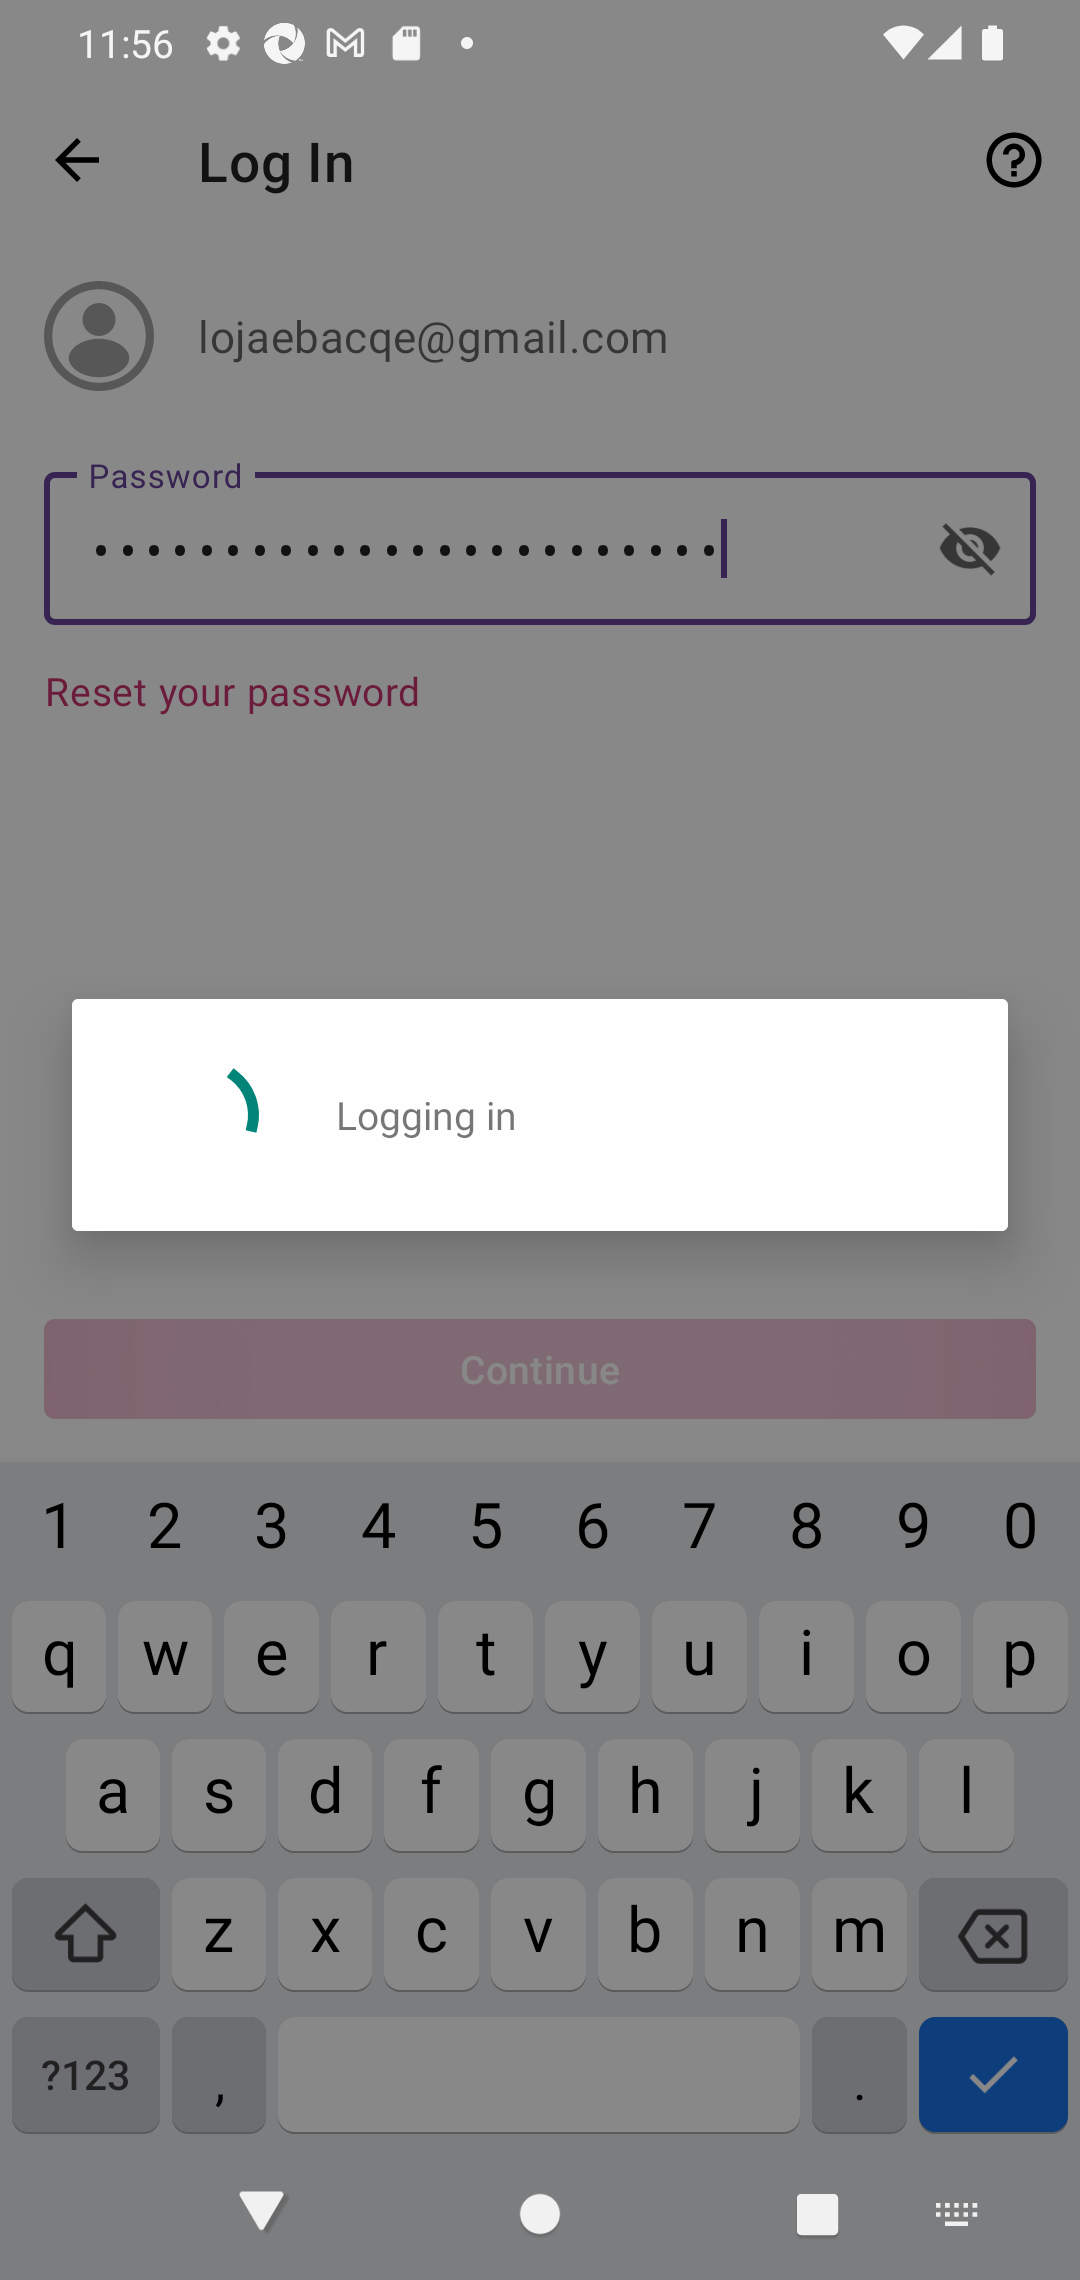 11:56
Log In
lojaebacqe@gmail.com
Password
••••••••••••••••••••••••
Reset your password
Logging in
Continue
1 2 3 4 5 6 7 8 9 0
q w e r t y u i o p
a s d f g h j k l
z x c v b n m
?123 , .